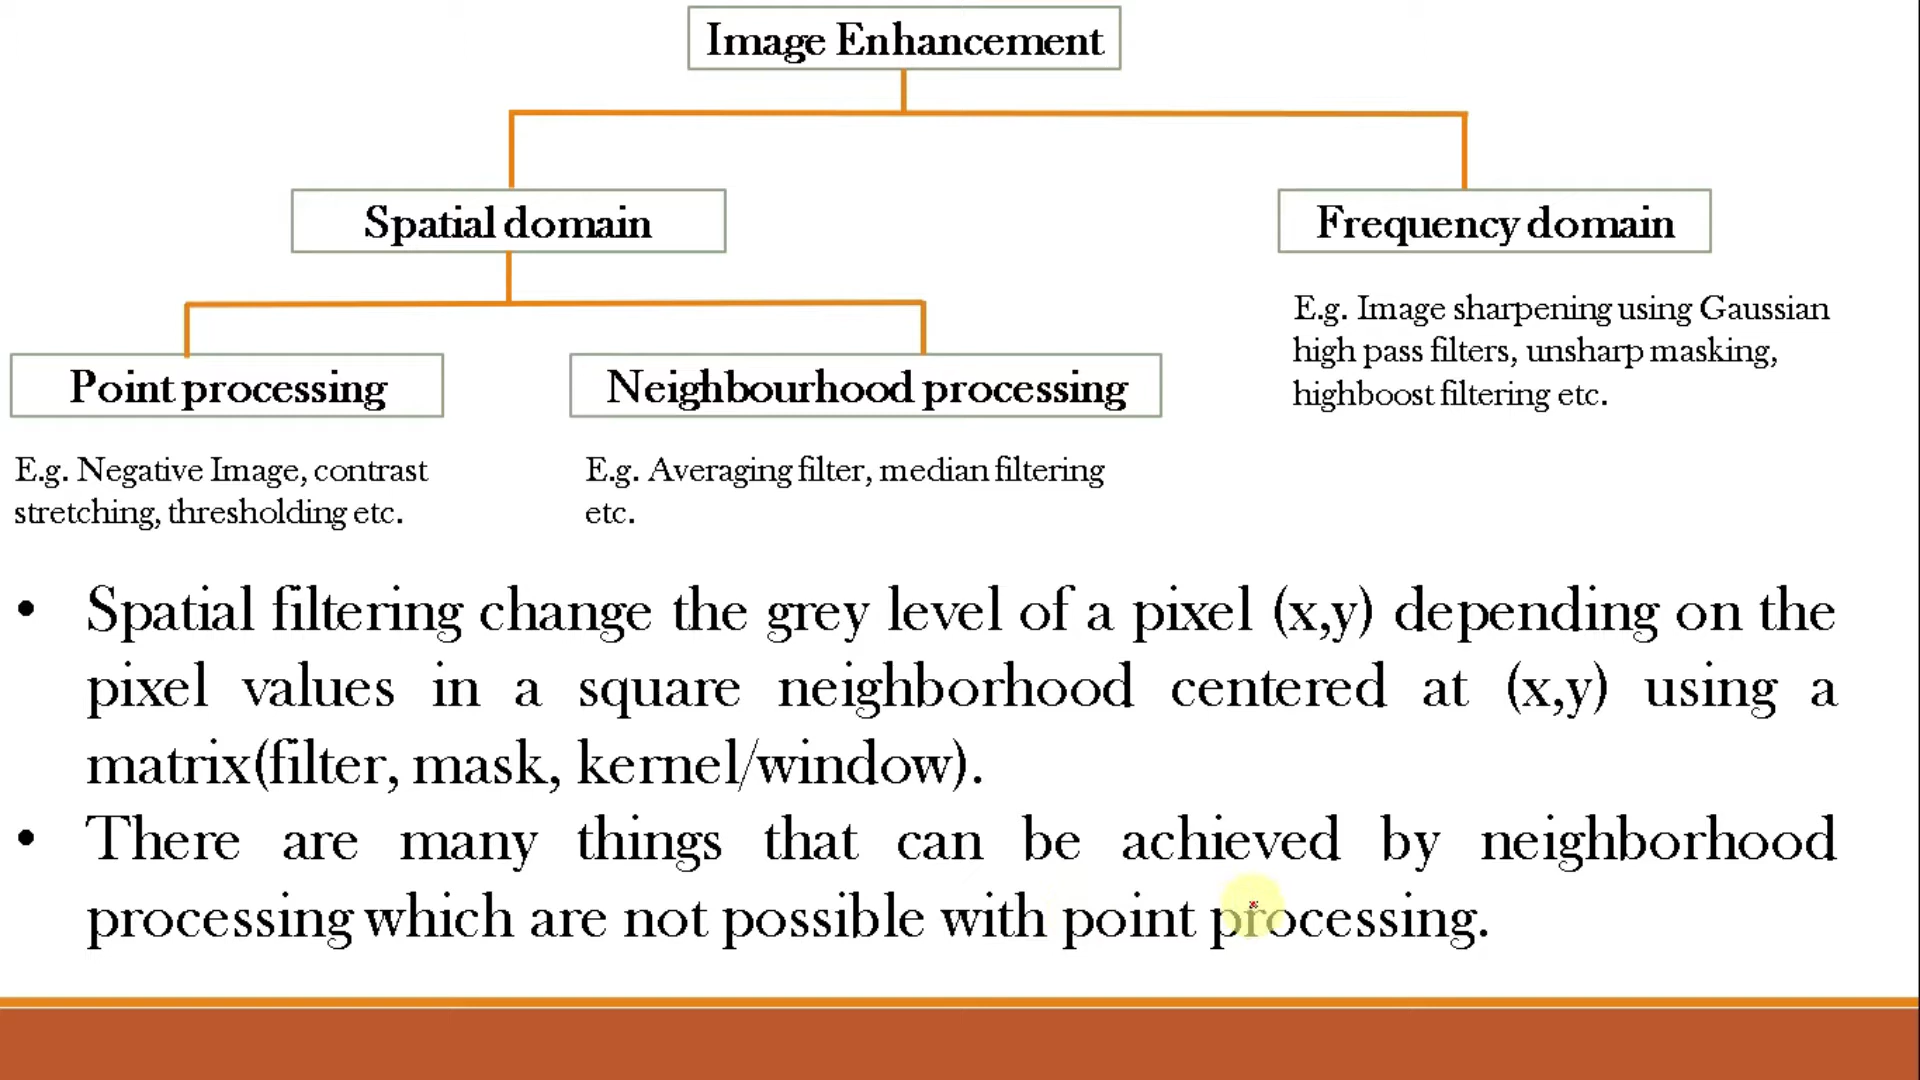 Image Enhancement
Spatial domain
Frequency domain
E.g. Image sharpening using Gaussian
high pass filters, unsharp masking,
highboost filtering etc.
Point processing
Neighbourhood processing
E.g. Negative Image, contrast
stretching, thresholding etc.
E.g. Averaging filter, median filtering
etc.
• Spatial filtering change the grey level of a pixel (x,y) depending on the
pixel values in a square neighborhood centered at (x,y) using a
matrix(filter, mask, kernel/window).
• There are many things that can be achieved by neighborhood
processing which are not possible with point processing.